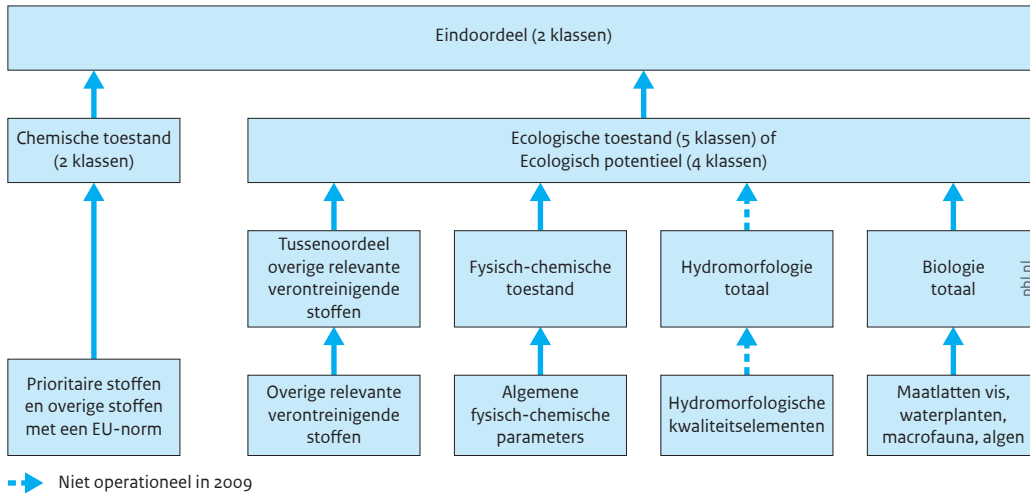 Eindoordeel (2 klassen)
Chemische toestand
(2 klassen)
Ecologische toestand (5 klassen) of
Ecologisch potentieel (4 klassen)
Tussenoordeel
overige relevante
verontreinigende
stoffen
Fysisch-chemische
toestand
Hydromorfologie
totaal
Biologie
totaal
pbl.nl
Prioritaire stoffen
en overige stoffen
met een EU-norm
Overige relevante
verontreinigende
stoffen
Algemene
fysisch-chemische
parameters
Hydromorfologische
kwaliteitselementen
Maatlatten vis,
waterplanten,
macrofauna, algen
Niet operationeel in 2009